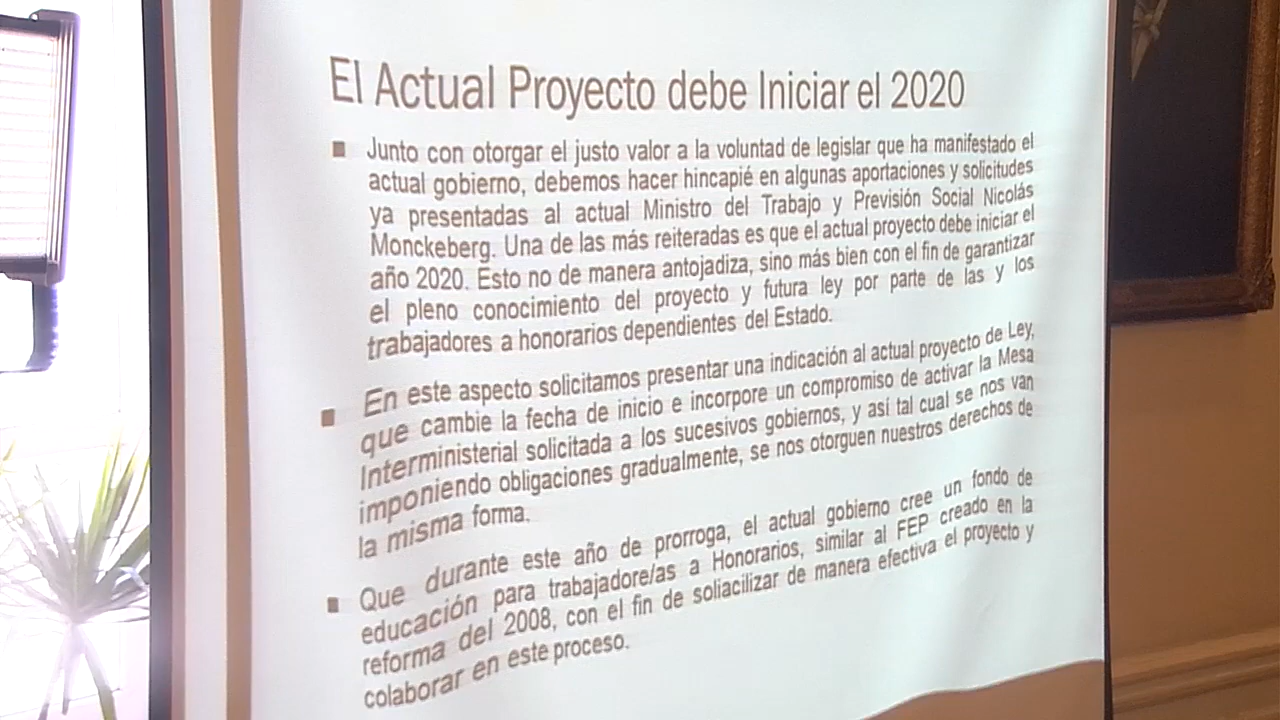 El Actual Proyecto debe Iniciar el 2020
▪ Junto con otorgar el justo valor a la voluntad de legislar que ha manifestado el
actual gobierno, debemos hacer hincapié en algunas aportaciones y solicitudes
ya presentadas al actual Ministro del Trabajo y Previsión Social Nicolás
Monckeberg. Una de las más reiteradas es que el actual proyecto debe iniciar el
año 2020. Esto no de manera antojadiza, sino más bien con el fin de garantizar
el pleno conocimiento del proyecto y futura ley por parte de las y los
trabajadores a honorarios dependientes del Estado.
▪ En este aspecto solicitamos presentar una indicación al actual proyecto de Ley,
que cambie la fecha de inicio e incorpore un compromiso de activar la Mesa
Interministerial solicitada a los sucesivos gobiernos, y así tal cual se nos van
imponiendo obligaciones gradualmente, se nos otorguen nuestros derechos de
la misma forma.
▪ Que durante este año de prorroga, el actual gobierno cree un fondo de
educación para trabajadore/as a Honorarios, similar al FEP creado en la
reforma del 2008, con el fin de soliacilizar de manera efectiva el proyecto y
colaborar en este proceso.